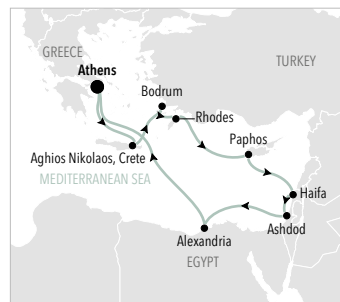 GREECE
Athens
TURKEY
Bodrum
Rhodes
Paphos
Aghios Nikolaos, Crete
MEDITERRANEAN SEA
Haifa
Ashdod
Alexandria
EGYPT